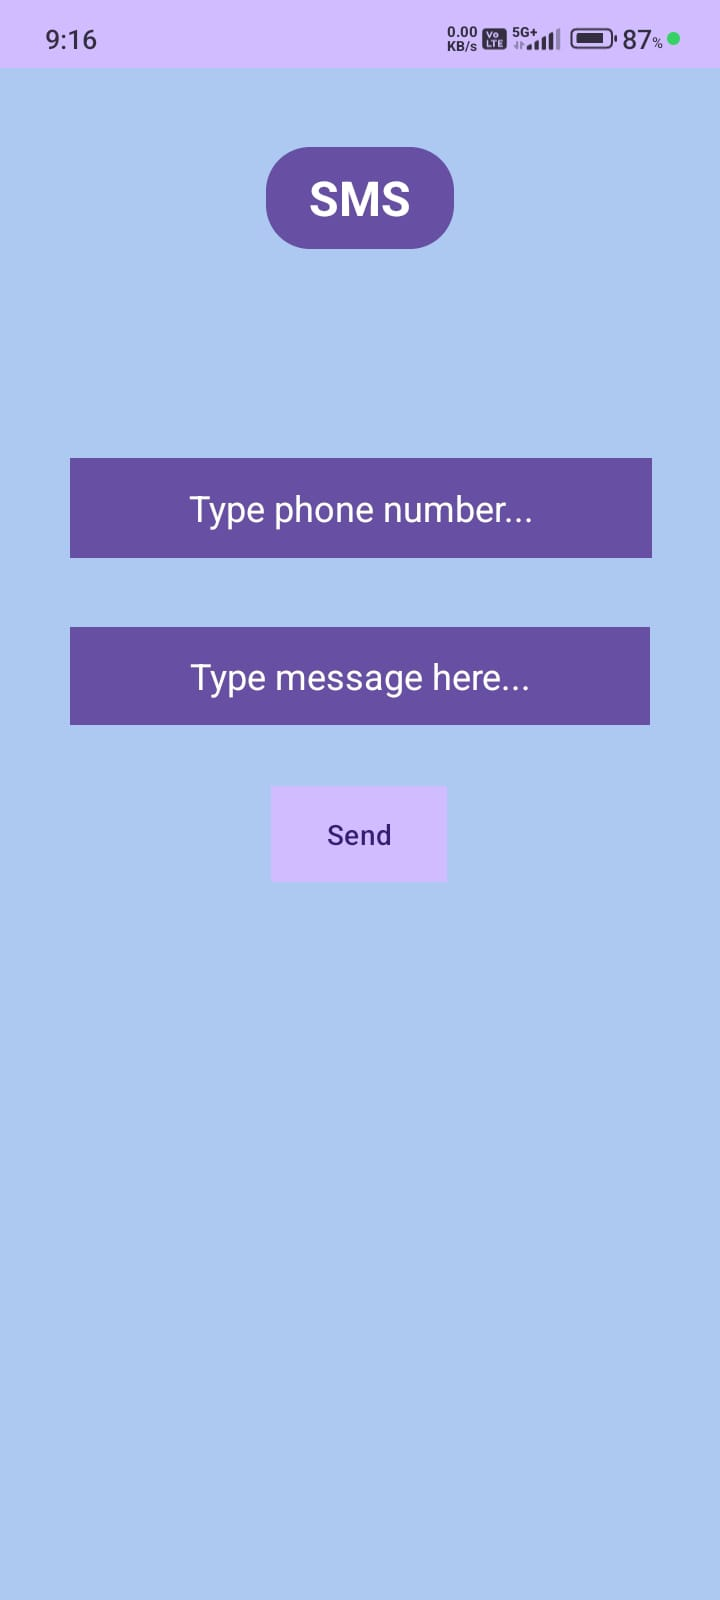 9:16
0.00
KB/s
Vo
LTE
5G+
87%
SMS
Type phone number...
Type message here...
Send